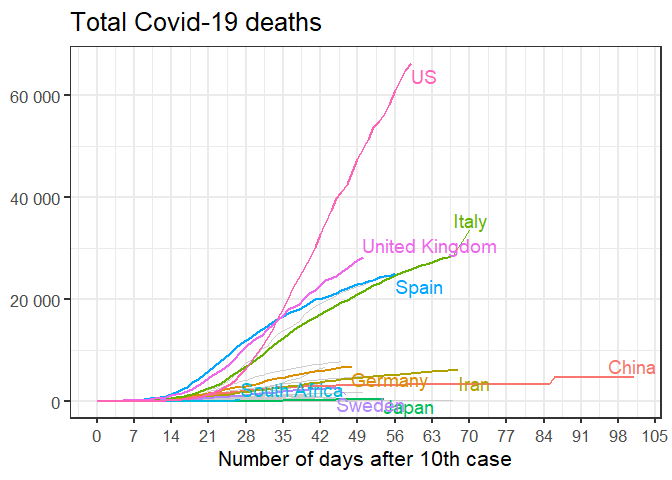 Total Covid-19 deaths
US
60 000
40 000
Italy
United Kingdom
Spain
20 000
China
Germany
Iran
South Africa
Sweden
Japan
0
0 7 14 21 28 35 42 49 56 63 70 77 84 91 98 105
Number of days after 10th case